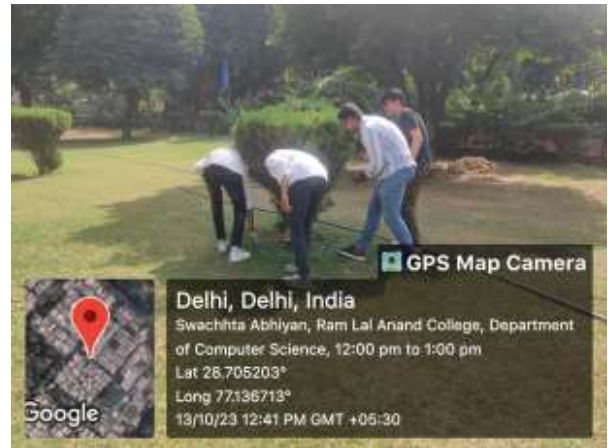 GPS Map Camera
Delhi, Delhi, India
Swachhta Abhiyan, Ram Lal Anand College, Department
of Computer Science, 12:00 pm to 1:00 pm
Lat 28.705203°
Long 77.136713°
13/10/23 12:41 PM GMT +05:30
Google